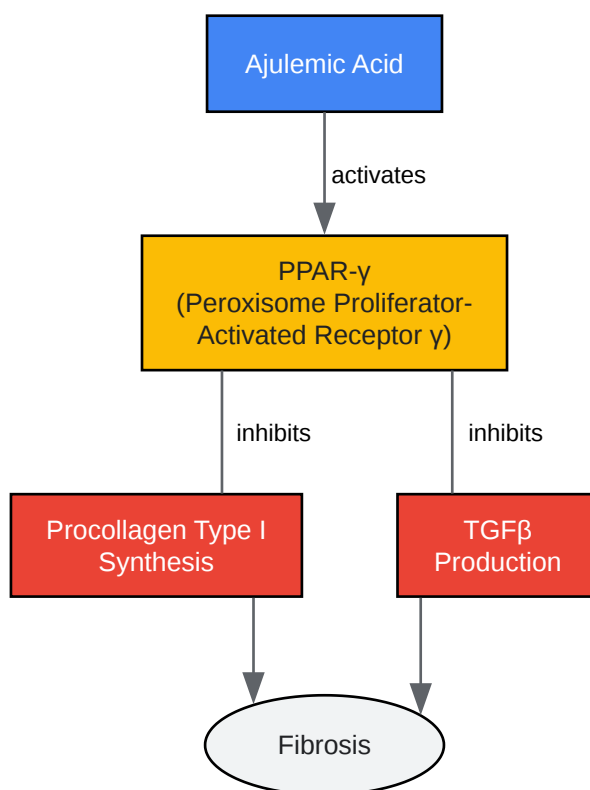 Ajulemic Acid
activates
PPAR-γ
(Peroxisome Proliferator-
Activated Receptor γ)
inhibits
inhibits
Procollagen Type I
Synthesis
TGFβ
Production
Fibrosis